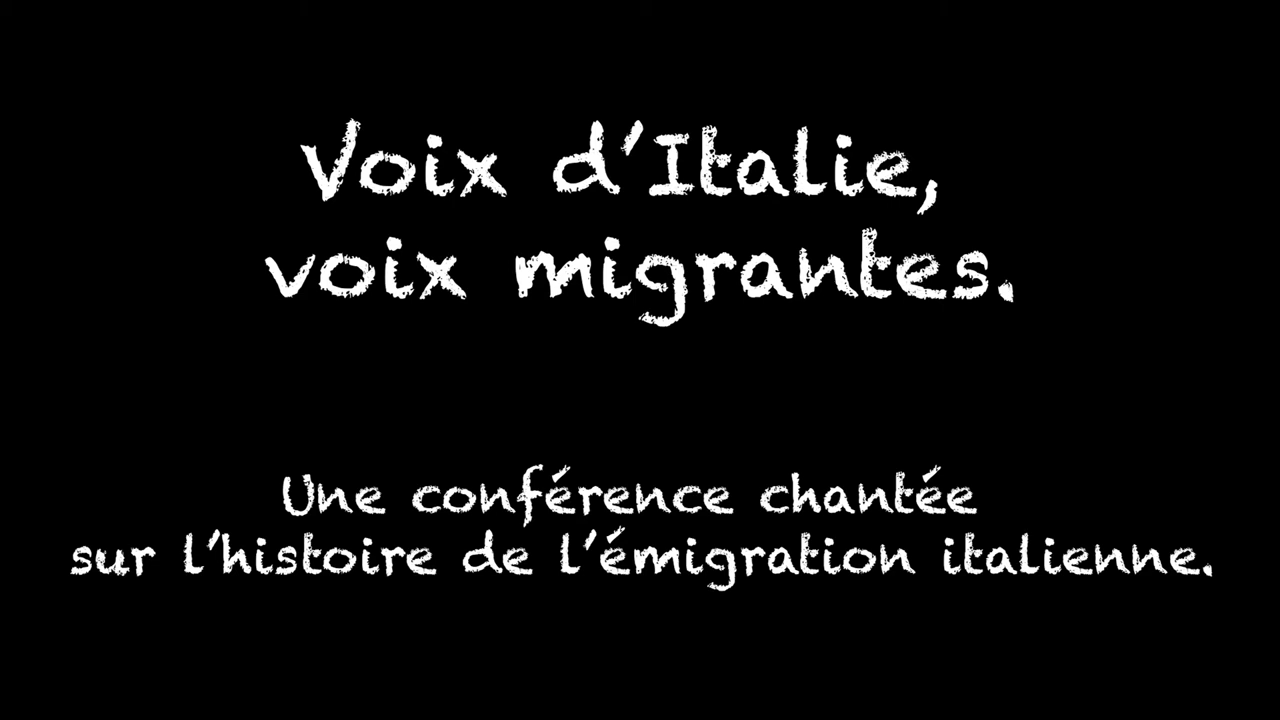 Voix d'Italie,
voix migrantes.
Une conférence chantée
sur l'histoire de l'émigration italienne.